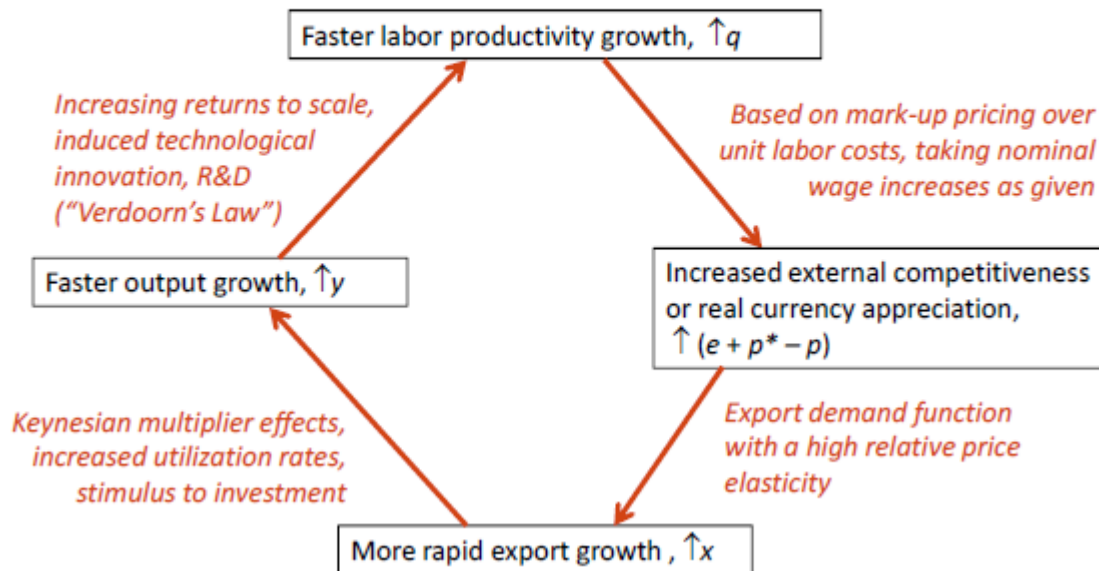 Faster labor productivity growth, ↑q
Increasing returns to scale,
induced technological
innovation, R&D
(“Verdoorn’s Law”)
Based on mark-up pricing over
unit labor costs, taking nominal
wage increases as given
Faster output growth, ↑y
Increased external competitiveness
or real currency appreciation,
↑ (e + p* – p)
Keynesian multiplier effects,
increased utilization rates,
stimulus to investment
Export demand function
with a high relative price
elasticity
More rapid export growth , ↑x